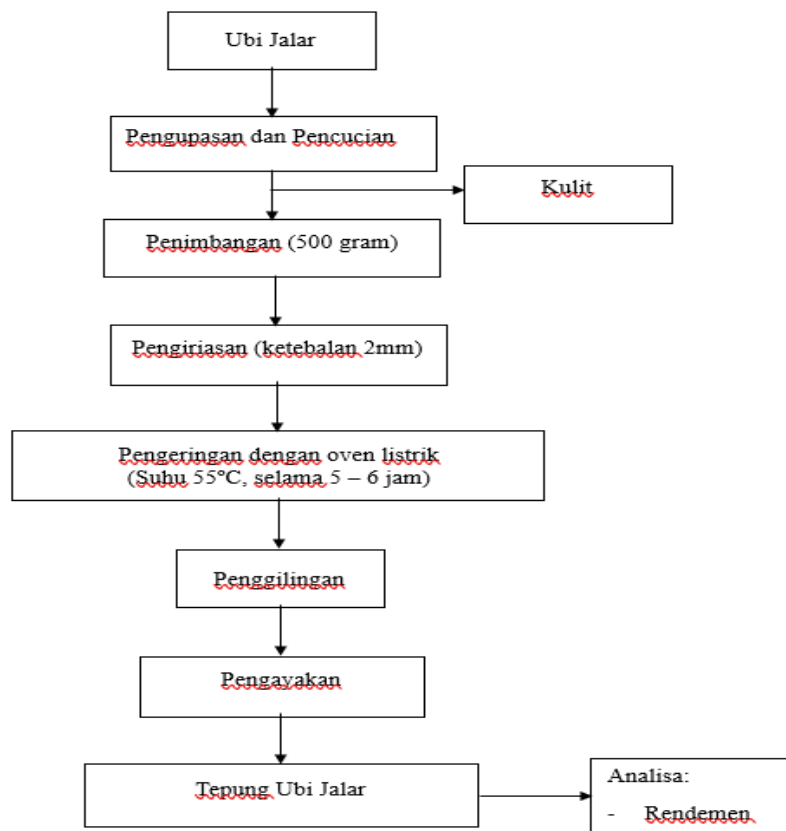 Ubi Jalar
Pengupasan dan Pencucian
Kulit
Penimbangan (500 gram)
Pengiriasan (ketebalan 2mm)
Pengeringan dengan oven listrik
(Suhu 55°C, selama 5 – 6 jam)
Penggilingan
Pengayakan
Tepung Ubi Jalar
Analisa:
- Rendemen